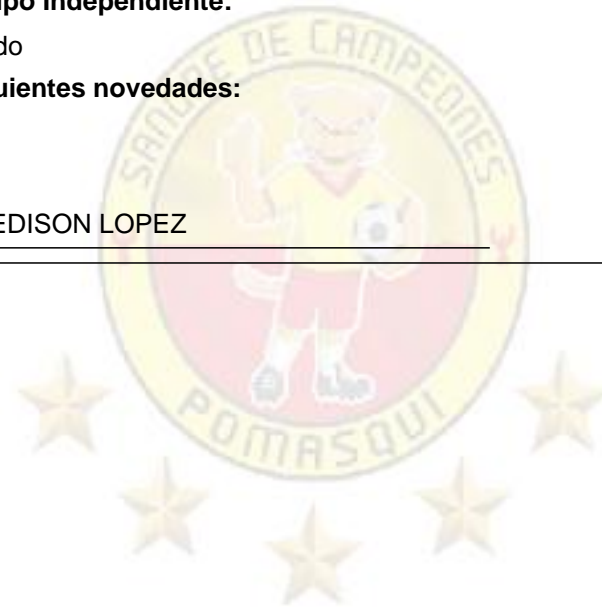 po Independiente:
do
uientes novedades:
SANGRE DE CAMPEONES
EDISON LOPEZ
POMASQUI